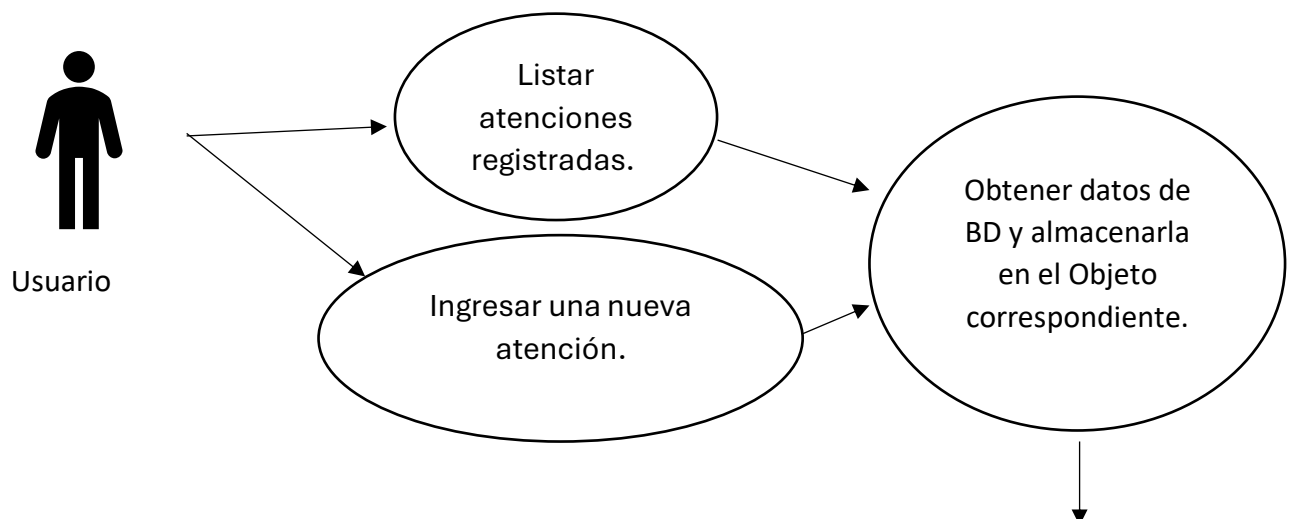 Listar
atenciones
registradas.
Obtener datos de
BD y almacenarla
en el Objeto
correspondiente.
Usuario
Ingresar una nueva
atención.